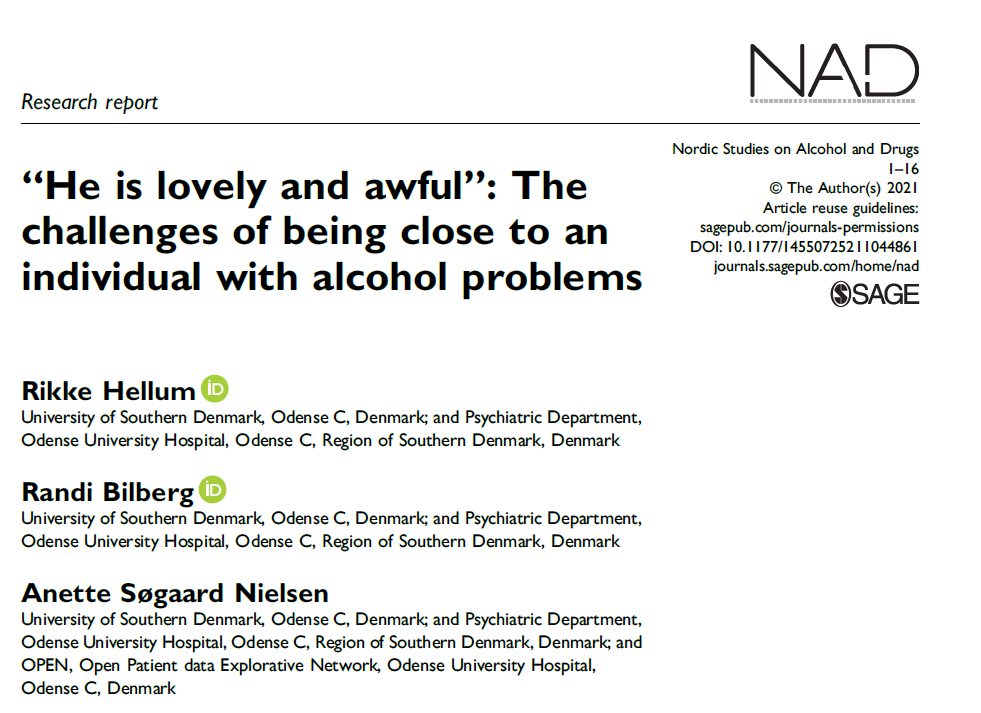 NAD
Research report
Nordic Studies on Alcohol and Drugs
1–16
© The Author(s) 2021
Article reuse guidelines:
sagepub.com/journals-permissions
DOI: 10.1177/14550725211044861
journals.sagepub.com/home/nad
SAGE
“He is lovely and awful”: The
challenges of being close to an
individual with alcohol problems
Rikke Hellum iD
University of Southern Denmark, Odense C, Denmark; and Psychiatric Department,
Odense University Hospital, Odense C, Region of Southern Denmark, Denmark
Randi Bilberg iD
University of Southern Denmark, Odense C, Denmark; and Psychiatric Department,
Odense University Hospital, Odense C, Region of Southern Denmark, Denmark
Anette Søgaard Nielsen
University of Southern Denmark, Odense C, Denmark; and Psychiatric Department,
Odense University Hospital, Odense C, Region of Southern Denmark, Denmark; and
OPEN, Open Patient data Explorative Network, Odense University Hospital,
Odense C, Denmark